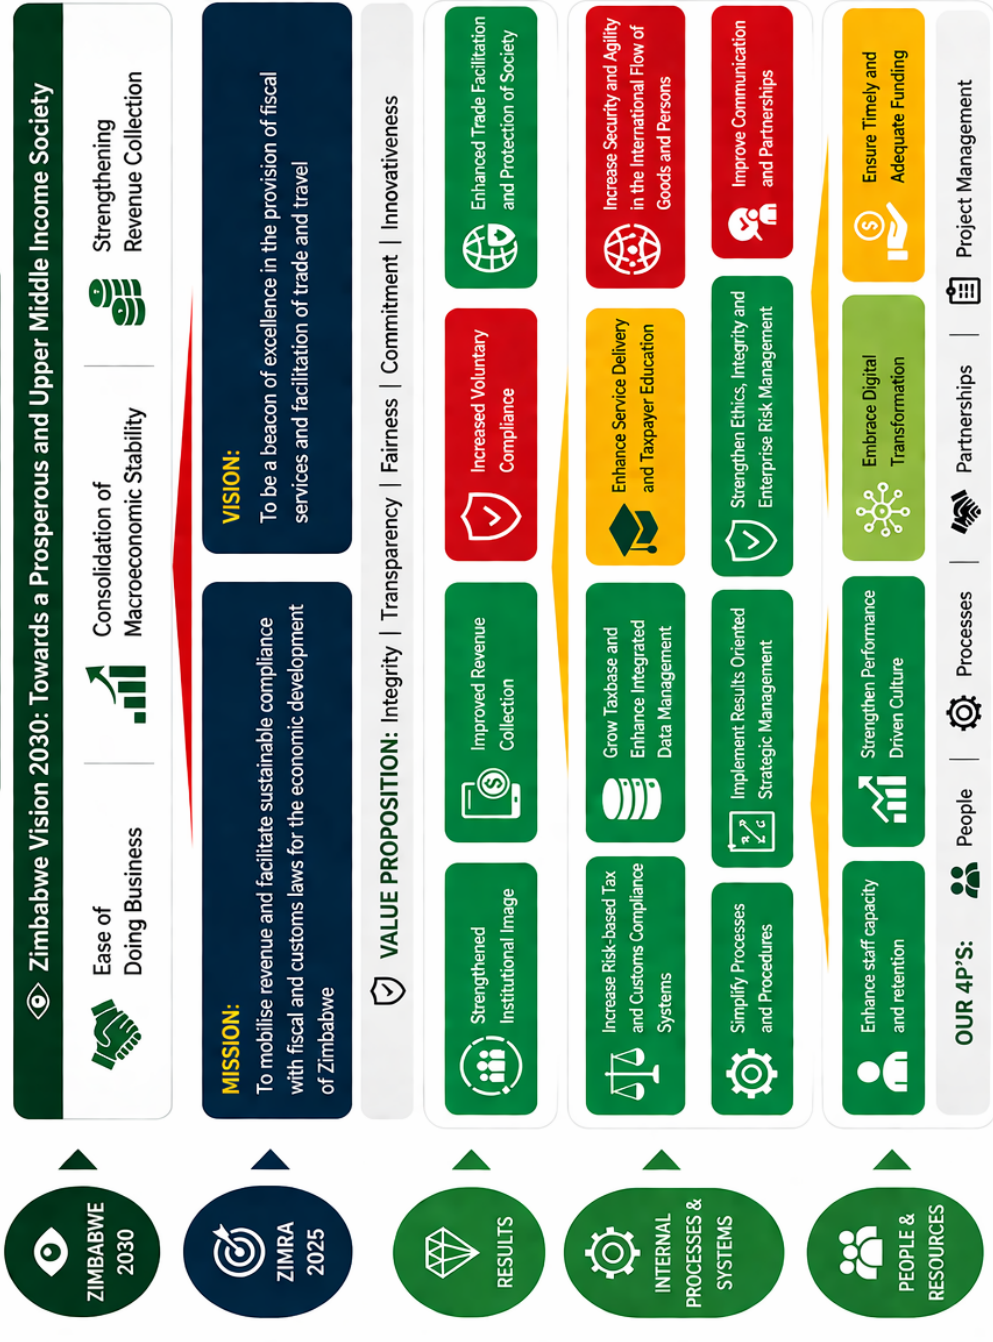 ZIMBABWE
2030
Zimbabwe Vision 2030: Towards a Prosperous and Upper Middle Income Society
Ease of
Doing Business
Consolidation of
Macroeconomic Stability
Strengthening
Revenue Collection
ZIMRA
2025
MISSION:
To mobilise revenue and facilitate sustainable compliance
with fiscal and customs laws for the economic development
of Zimbabwe
VISION:
To be a beacon of excellence in the provision of fiscal
services and facilitation of trade and travel
VALUE PROPOSITION: Integrity | Transparency | Fairness | Commitment | Innovativeness
RESULTS
Strengthened
Institutional Image
Improved Revenue
Collection
Increased Voluntary
Compliance
Enhanced Trade Facilitation
and Protection of Society
INTERNAL
PROCESSES &
SYSTEMS
Increase Risk-based Tax
and Customs Compliance
Systems
Grow Taxbase and
Enhance Integrated
Data Management
Enhance Service Delivery
and Taxpayer Education
Increase Security and Agility
in the International Flow of
Goods and Persons
Simplify Processes
and Procedures
Implement Results Oriented
Strategic Management
Strengthen Ethics, Integrity and
Enterprise Risk Management
Improve Communication
and Partnerships
PEOPLE &
RESOURCES
Enhance staff capacity
and retention
Strengthen Performance
Driven Culture
Embrace Digital
Transformation
Ensure Timely and
Adequate Funding
OUR 4P'S: People | Processes | Partnerships | Project Management